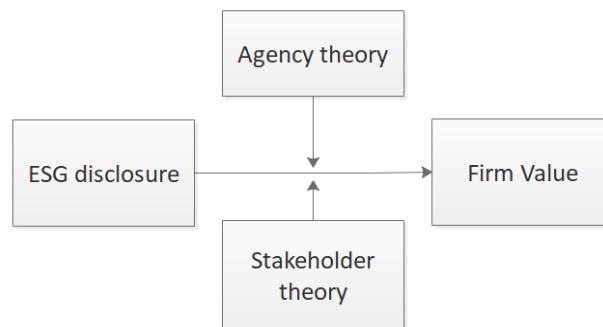 Agency theory
ESG disclosure
Firm Value
Stakeholder
theory